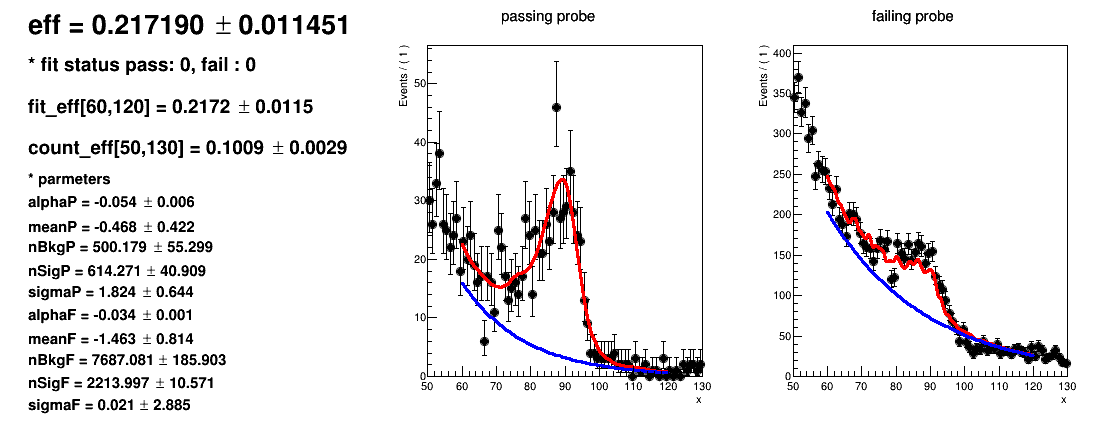 eff = 0.217190 ± 0.011451
* fit status pass: 0, fail : 0
fit_eff[60,120] = 0.2172 ± 0.0115
count_eff[50,130] = 0.1009 ± 0.0029
* parmeters
alphaP = -0.054 ± 0.006
meanP = -0.468 ± 0.422
nBkgP = 500.179 ± 55.299
nSigP = 614.271 ± 40.909
sigmaP = 1.824 ± 0.644
alphaF = -0.034 ± 0.001
meanF = -1.463 ± 0.814
nBkgF = 7687.081 ± 185.903
nSigF = 2213.997 ± 10.571
sigmaF = 0.021 ± 2.885
passing probe
Events / ( 1 )
50
40
30
20
10
0
50 60 70 80 90 100 110 120 130
x
failing probe
Events / ( 1 )
400
350
300
250
200
150
100
50
0
50 60 70 80 90 100 110 120 130
x